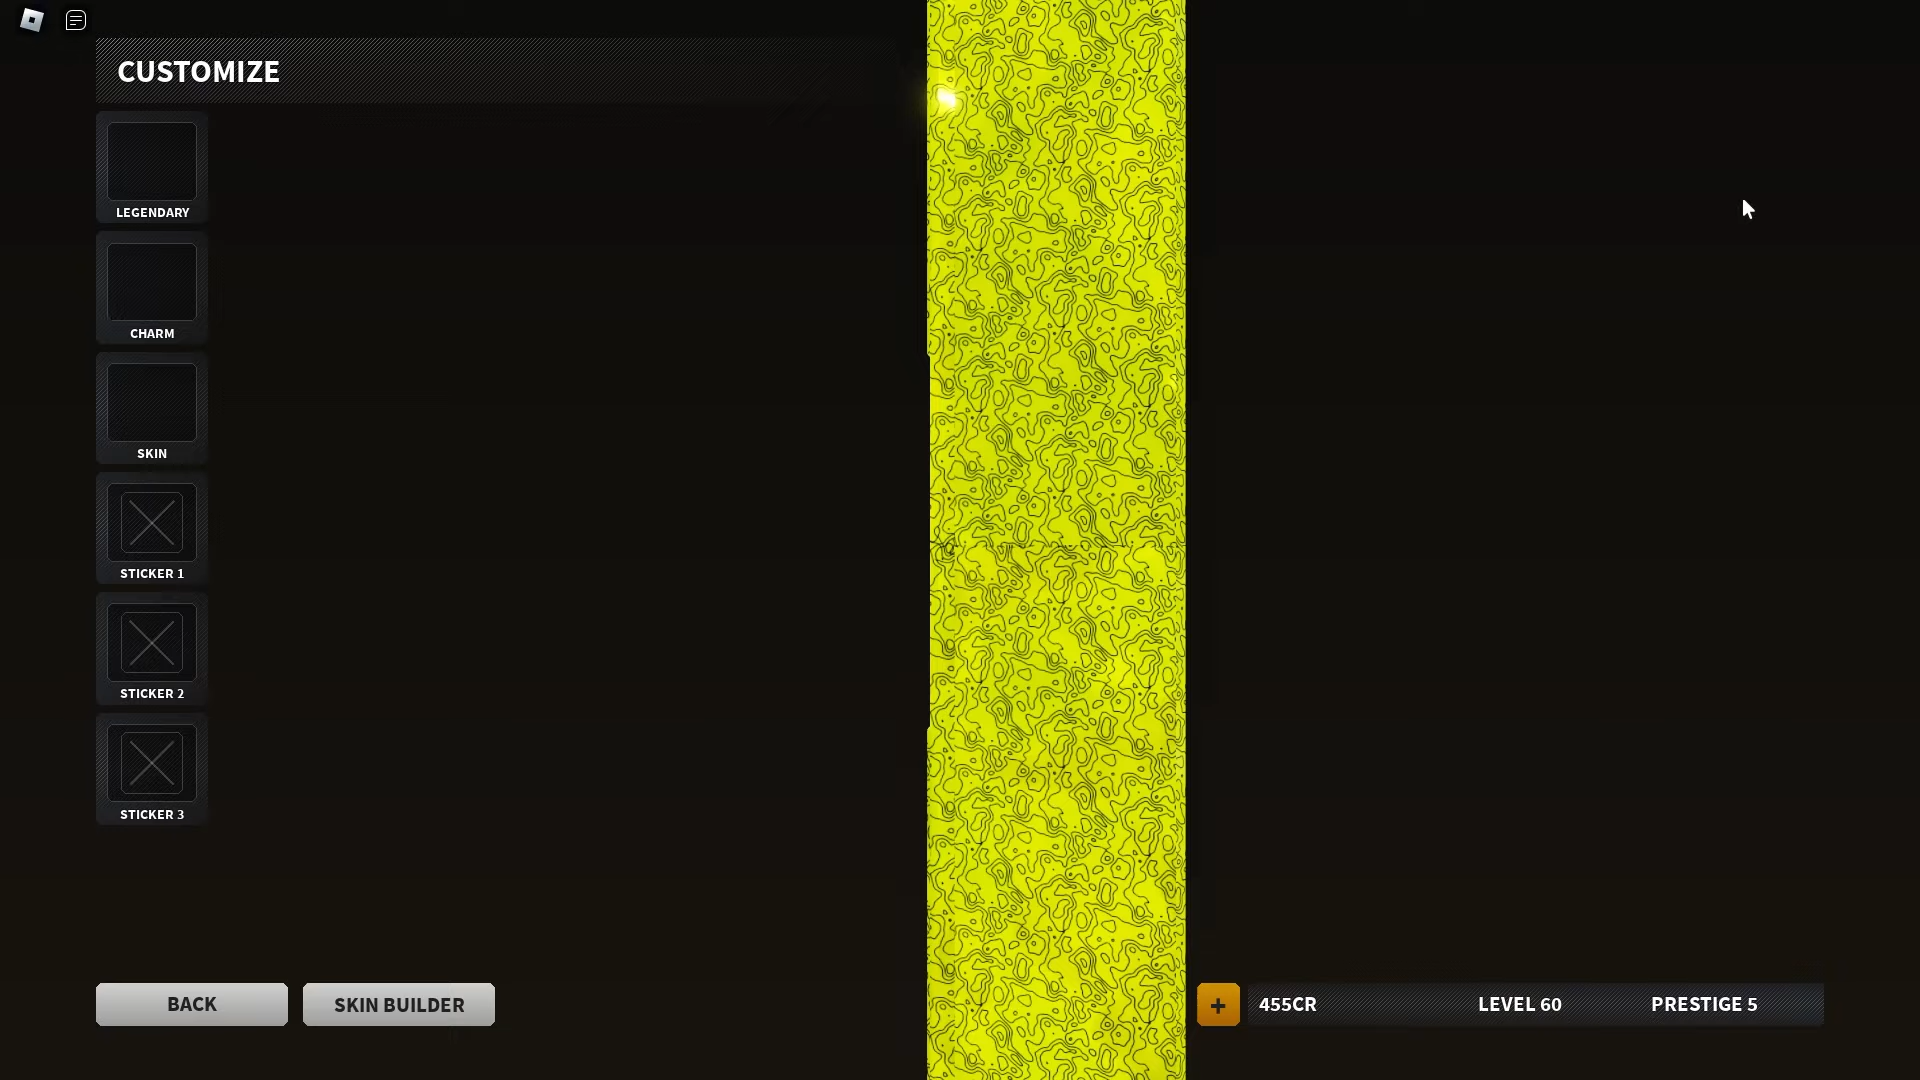 CUSTOMIZE
LEGENDARY
CHARM
SKIN
STICKER 1
STICKER 2
STICKER 3
BACK
SKIN BUILDER
+
455CR
LEVEL 60
PRESTIGE 5